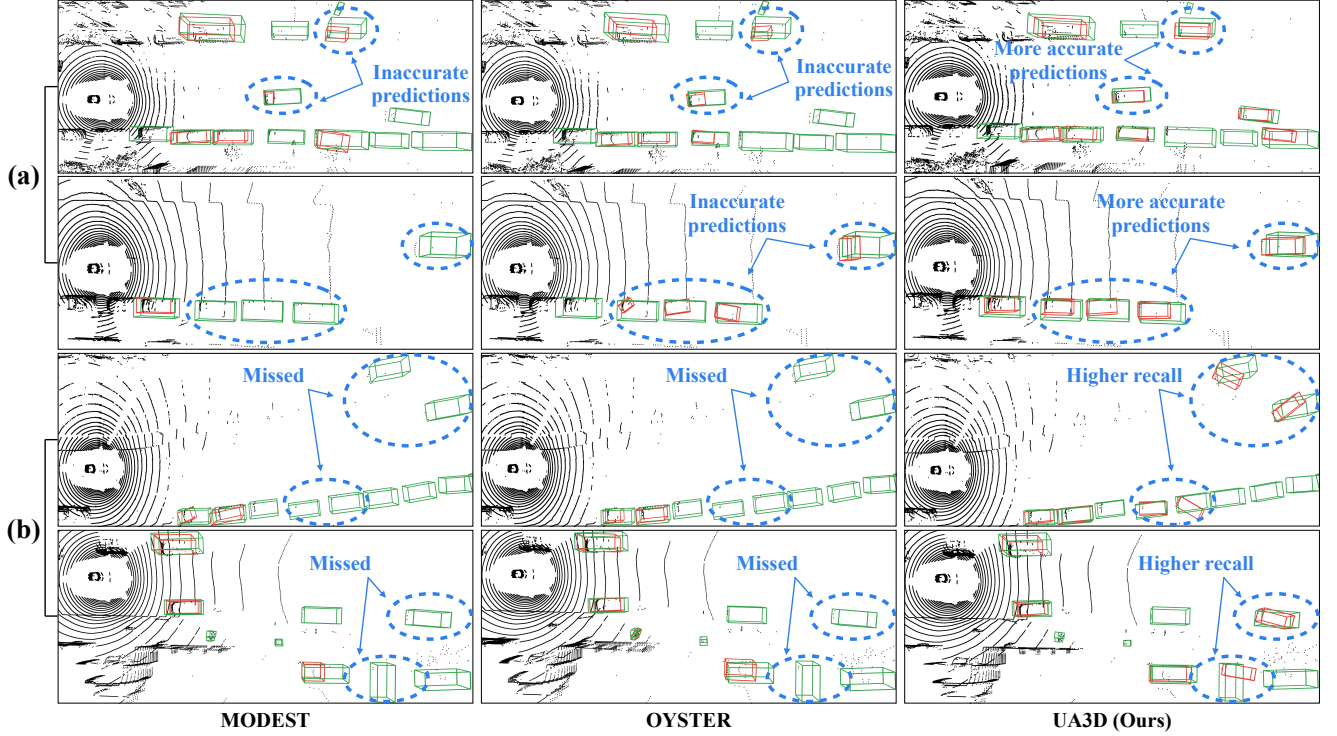 (a)
Inaccurate
predictions
Inaccurate
predictions
More accurate
predictions
Inaccurate
predictions
More accurate
predictions
(b)
Missed
Missed
Higher recall
Missed
Missed
Higher recall
MODEST
OYSTER
UA3D (Ours)